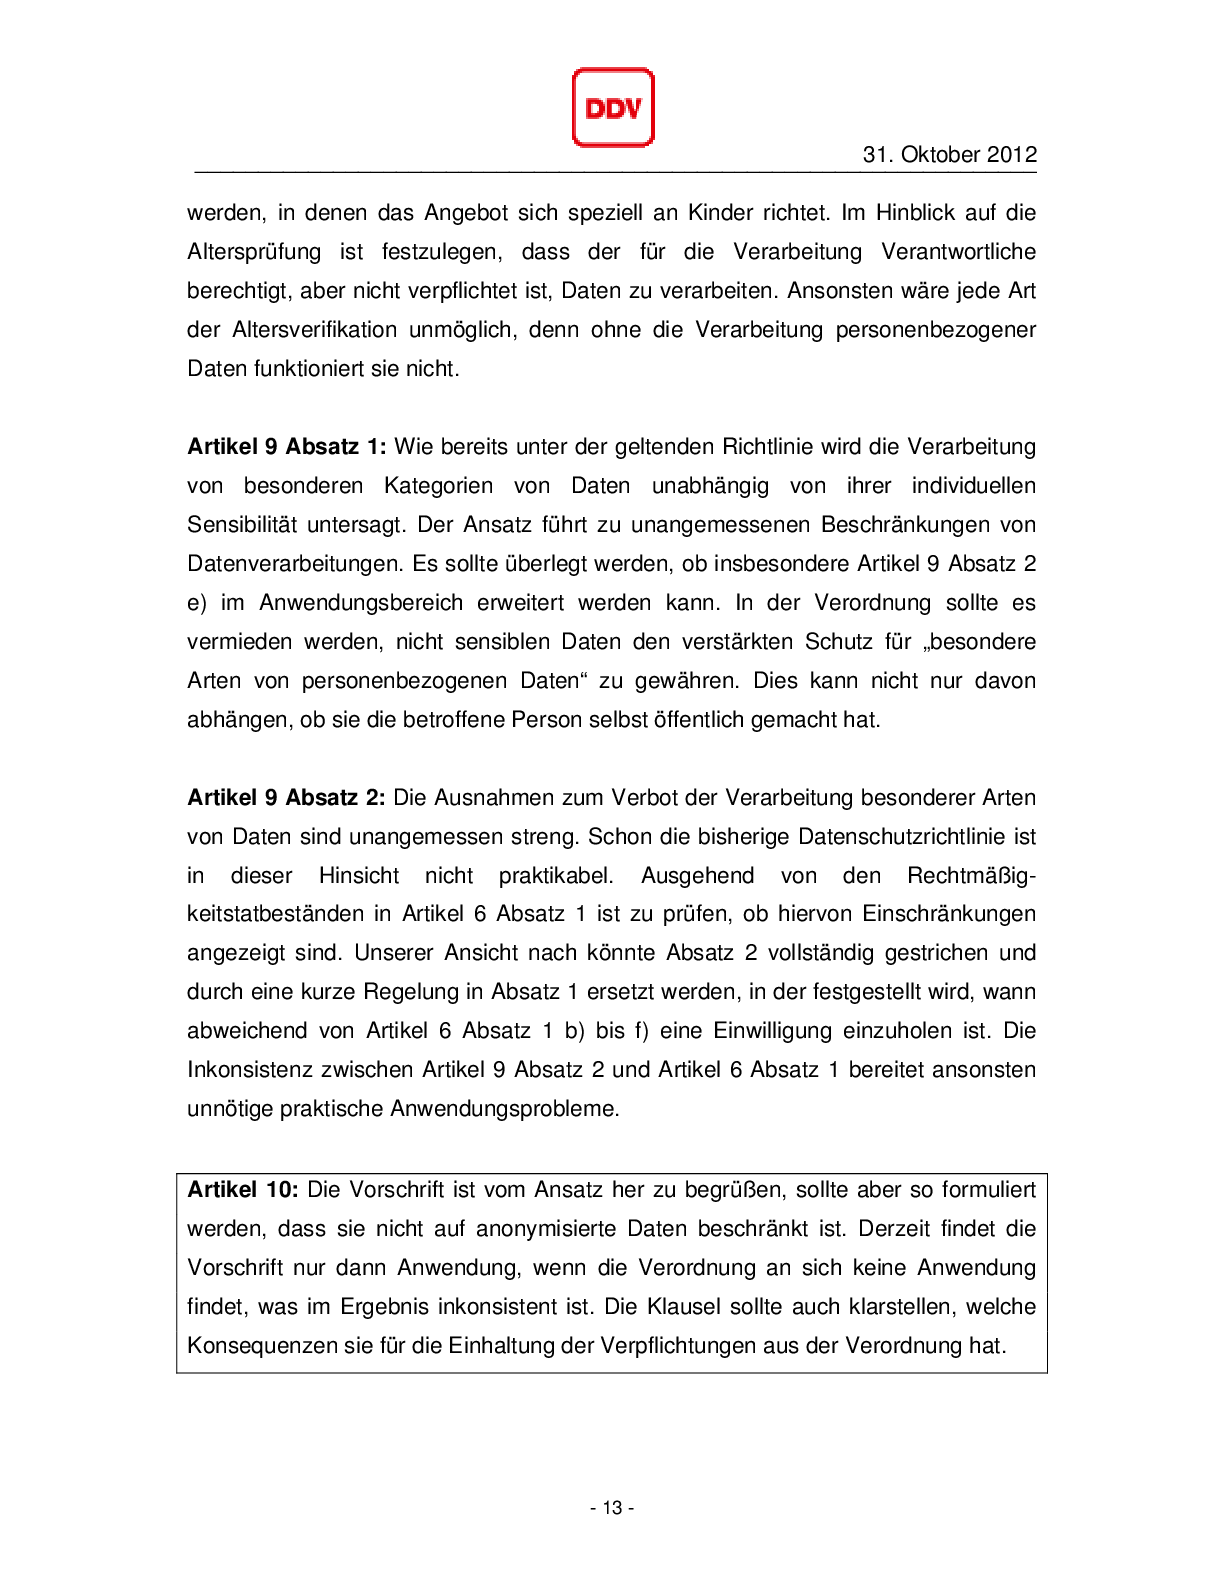 DDV
31. Oktober 2012
werden, in denen das Angebot sich speziell an Kinder richtet. Im Hinblick auf die
Altersprüfung ist festzulegen, dass der für die Verarbeitung Verantwortliche
berechtigt, aber nicht verpflichtet ist, Daten zu verarbeiten. Ansonsten wäre jede Art
der Altersverifikation unmöglich, denn ohne die Verarbeitung personenbezogener
Daten funktioniert sie nicht.
Artikel 9 Absatz 1: Wie bereits unter der geltenden Richtlinie wird die Verarbeitung
von besonderen Kategorien von Daten unabhängig von ihrer individuellen
Sensibilität untersagt. Der Ansatz führt zu unangemessenen Beschränkungen von
Datenverarbeitungen. Es sollte überlegt werden, ob insbesondere Artikel 9 Absatz 2
e) im Anwendungsbereich erweitert werden kann. In der Verordnung sollte es
vermieden werden, nicht sensiblen Daten den verstärkten Schutz für „besondere
Arten von personenbezogenen Daten“ zu gewähren. Dies kann nicht nur davon
abhängen, ob sie die betroffene Person selbst öffentlich gemacht hat.
Artikel 9 Absatz 2: Die Ausnahmen zum Verbot der Verarbeitung besonderer Arten
von Daten sind unangemessen streng. Schon die bisherige Datenschutzrichtlinie ist
in dieser Hinsicht nicht praktikabel. Ausgehend von den Rechtmäßig-
keitstatbeständen in Artikel 6 Absatz 1 ist zu prüfen, ob hiervon Einschränkungen
angezeigt sind. Unserer Ansicht nach könnte Absatz 2 vollständig gestrichen und
durch eine kurze Regelung in Absatz 1 ersetzt werden, in der festgestellt wird, wann
abweichend von Artikel 6 Absatz 1 b) bis f) eine Einwilligung einzuholen ist. Die
Inkonsistenz zwischen Artikel 9 Absatz 2 und Artikel 6 Absatz 1 bereitet ansonsten
unnötige praktische Anwendungsprobleme.
Artikel 10: Die Vorschrift ist vom Ansatz her zu begrüßen, sollte aber so formuliert
werden, dass sie nicht auf anonymisierte Daten beschränkt ist. Derzeit findet die
Vorschrift nur dann Anwendung, wenn die Verordnung an sich keine Anwendung
findet, was im Ergebnis inkonsistent ist. Die Klausel sollte auch klarstellen, welche
Konsequenzen sie für die Einhaltung der Verpflichtungen aus der Verordnung hat.
- 13 -